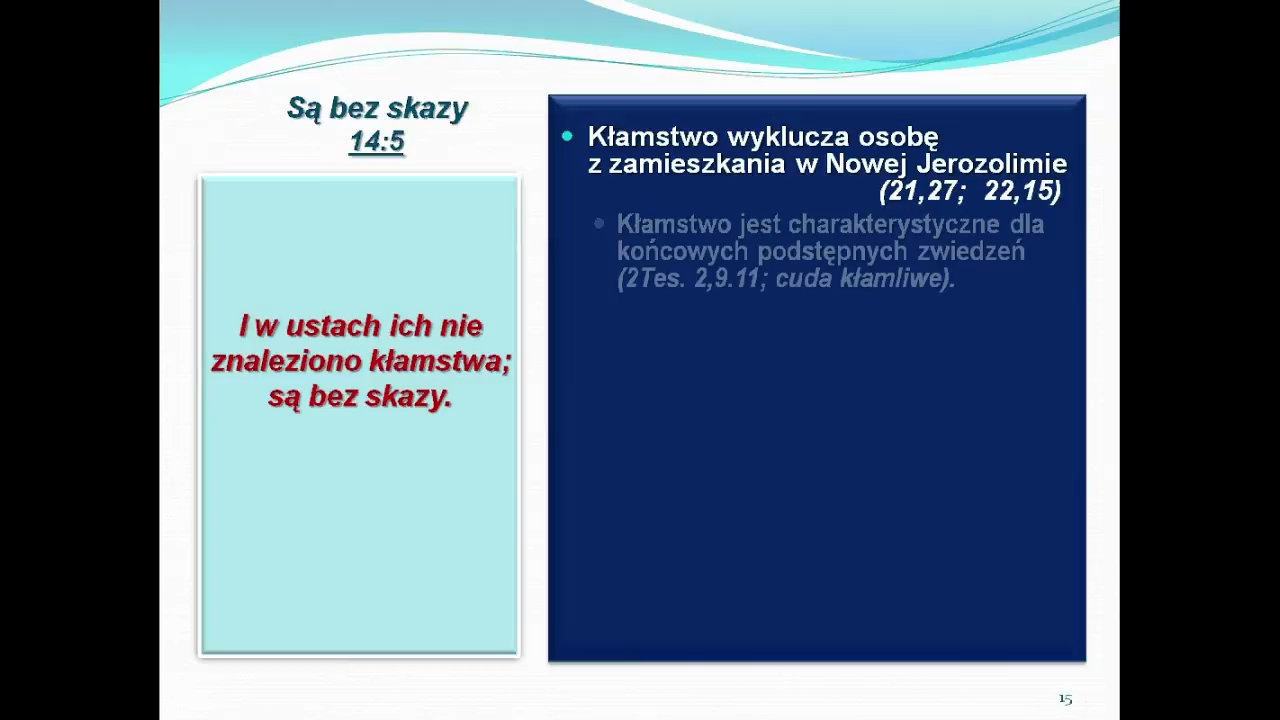 Są bez skazy
14:5
I w ustach ich nie
znaleziono kłamstwa;
są bez skazy.
• Kłamstwo wyklucza osobę
z zamieszkania w Nowej Jerozolimie
(21,27; 22,15)
• Kłamstwo jest charakterystyczne dla
końcowych podstępnych zwiedzeń
(2Tes. 2,9.11; cuda kłamliwe).
15